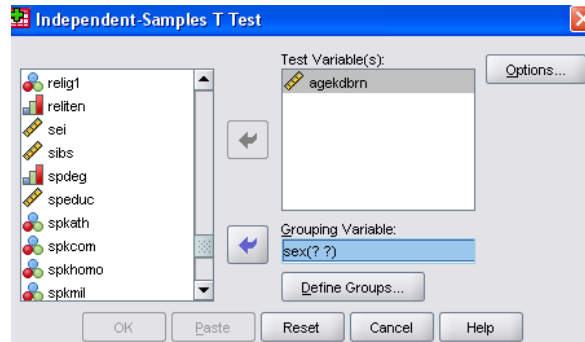 Independent-Samples T Test
relig1
reliten
sei
sibs
spdeg
speduc
spkath
spkcom
spkhomo
spkmil
Test Variable(s):
agekdbrn
Options...
Grouping Variable:
sex(? ?)
Define Groups...
OK
Paste
Reset
Cancel
Help